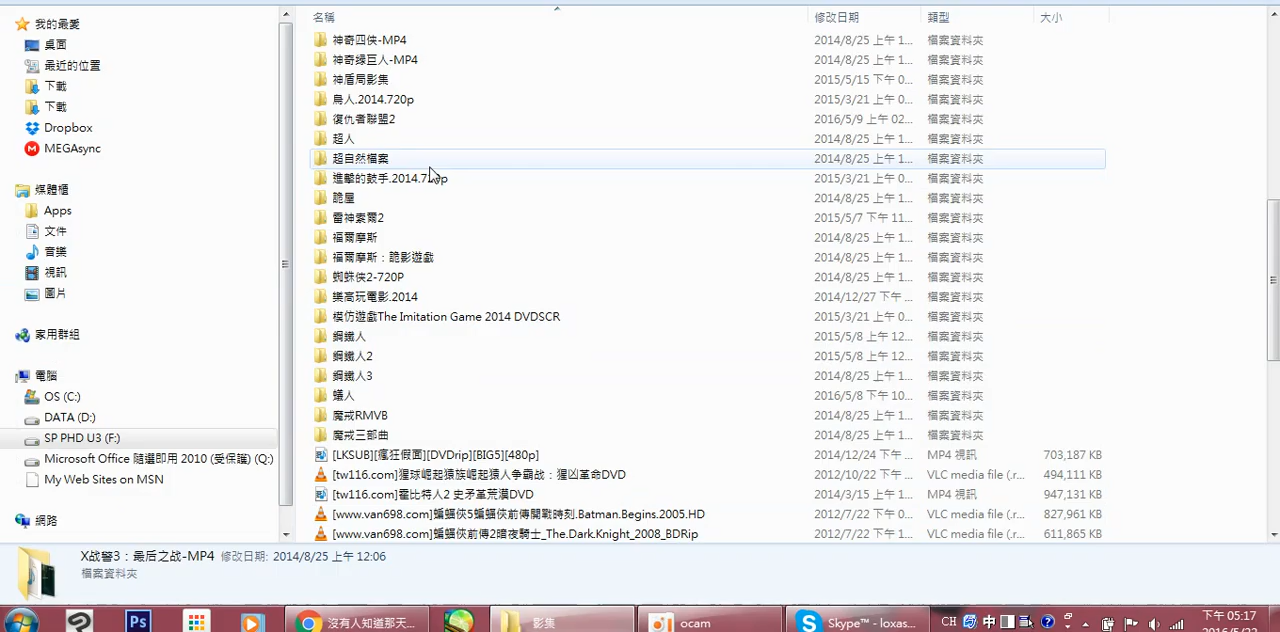 名稱 修改日期 類型 大小
我的最愛
桌面
最近的位置
下載
下載
Dropbox
MEGAsync
媒體櫃
Apps
文件
音樂
視訊
圖片
家用群組
電腦
OS (C:)
DATA (D:)
SP PHD U3 (F:)
Microsoft Office 隨選即用 2010 (受保護) (Q:)
My Web Sites on MSN
網路
神奇四俠-MP4 2014/8/25 上午 1... 檔案資料夾
神奇綠巨人-MP4 2014/8/25 上午 1... 檔案資料夾
神盾局影集 2015/5/15 下午 0... 檔案資料夾
鳥人.2014.720p 2015/3/21 上午 0... 檔案資料夾
復仇者聯盟2 2016/5/9 上午 02... 檔案資料夾
超人 2014/8/25 上午 1... 檔案資料夾
超自然檔案 2014/8/25 上午 1... 檔案資料夾
進擊的鼓手.2014.720p 2015/3/21 上午 0... 檔案資料夾
詭屋 2014/8/25 上午 1... 檔案資料夾
雷神索爾2 2015/5/7 下午 11... 檔案資料夾
福爾摩斯 2014/8/25 上午 1... 檔案資料夾
福爾摩斯：詭影遊戲 2014/8/25 上午 1... 檔案資料夾
蜘蛛俠2-720P 2014/8/25 上午 1... 檔案資料夾
樂高玩電影.2014 2014/12/27 下午 ... 檔案資料夾
模仿遊戲The Imitation Game 2014 DVDSCR 2015/3/21 上午 0... 檔案資料夾
鋼鐵人 2015/5/8 上午 12... 檔案資料夾
鋼鐵人2 2015/5/8 上午 12... 檔案資料夾
鋼鐵人3 2014/8/25 上午 1... 檔案資料夾
蟻人 2016/5/8 下午 10... 檔案資料夾
魔戒RMVB 2014/8/25 上午 1... 檔案資料夾
魔戒三部曲 2014/8/25 上午 1... 檔案資料夾
[LKSUB][瘋狂假面][DVDrip][BIG5][480p] 2014/12/24 下午 ... MP4 視訊 703,187 KB
[tw116.com]猩球崛起猿族崛起猿人争霸战：猩凶革命DVD 2012/10/22 下午 ... VLC media file (.r... 494,111 KB
[tw116.com]霍比特人2 史矛革荒漠DVD 2014/3/15 上午 1... MP4 視訊 947,131 KB
[www.van698.com]蝙蝠俠5蝙蝠俠前傳開戰時刻.Batman.Begins.2005.HD 2012/7/22 下午 0... VLC media file (.r... 827,961 KB
[www.van698.com]蝙蝠俠前傳2暗夜騎士_The.Dark.Knight_2008_BDRip 2012/7/22 下午 0... VLC media file (.r... 611,865 KB
X战警3：最后之战-MP4 修改日期: 2014/8/25 上午 12:06
檔案資料夾
Ps 沒有人知道那天... 影集 ocam Skype™ - loxas... CH 中 下午 05:17